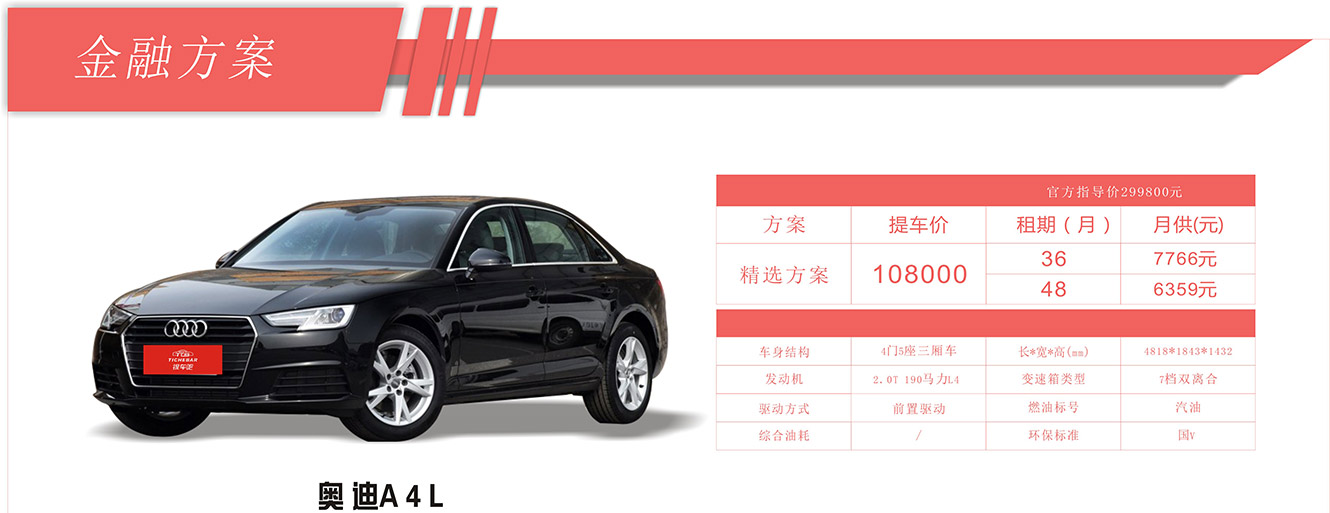 金融方案
官方指导价299800元
方案 提车价 租期（月） 月供(元)
精选方案 108000 36 7766元
48 6359元
车身结构 4门5座三厢车 长*宽*高(mm) 4818*1843*1432
发动机 2.0T 190马力L4 变速箱类型 7档双离合
驱动方式 前置驱动 燃油标号 汽油
综合油耗 / 环保标准 国v
TICHEBAR
提车吧
奥迪A4L